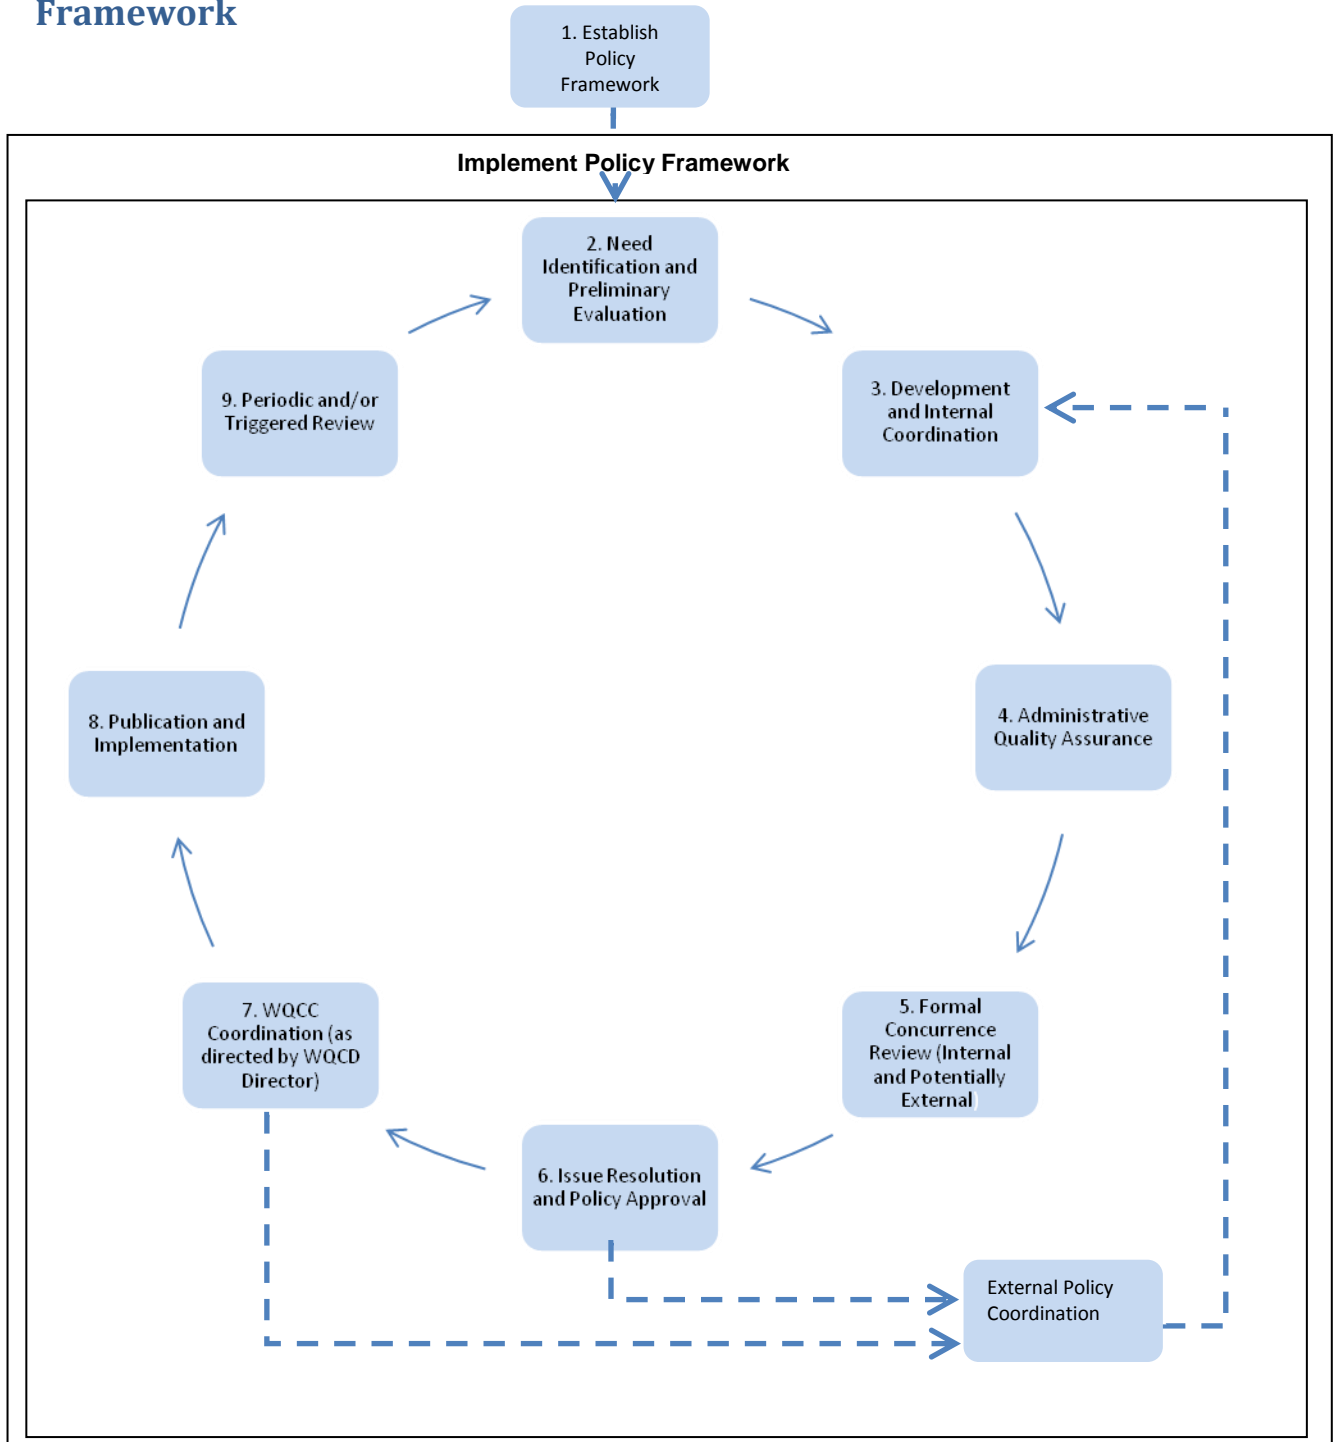 Framework
1. Establish
Policy
Framework
Implement Policy Framework
2. Need
Identification and
Preliminary
Evaluation
3. Development
and Internal
Coordination
4. Administrative
Quality Assurance
5. Formal
Concurrence
Review (Internal
and Potentially
External)
6. Issue Resolution
and Policy Approval
7. WQCC
Coordination (as
directed by WQCD
Director)
8. Publication and
Implementation
9. Periodic and/or
Triggered Review
External Policy
Coordination